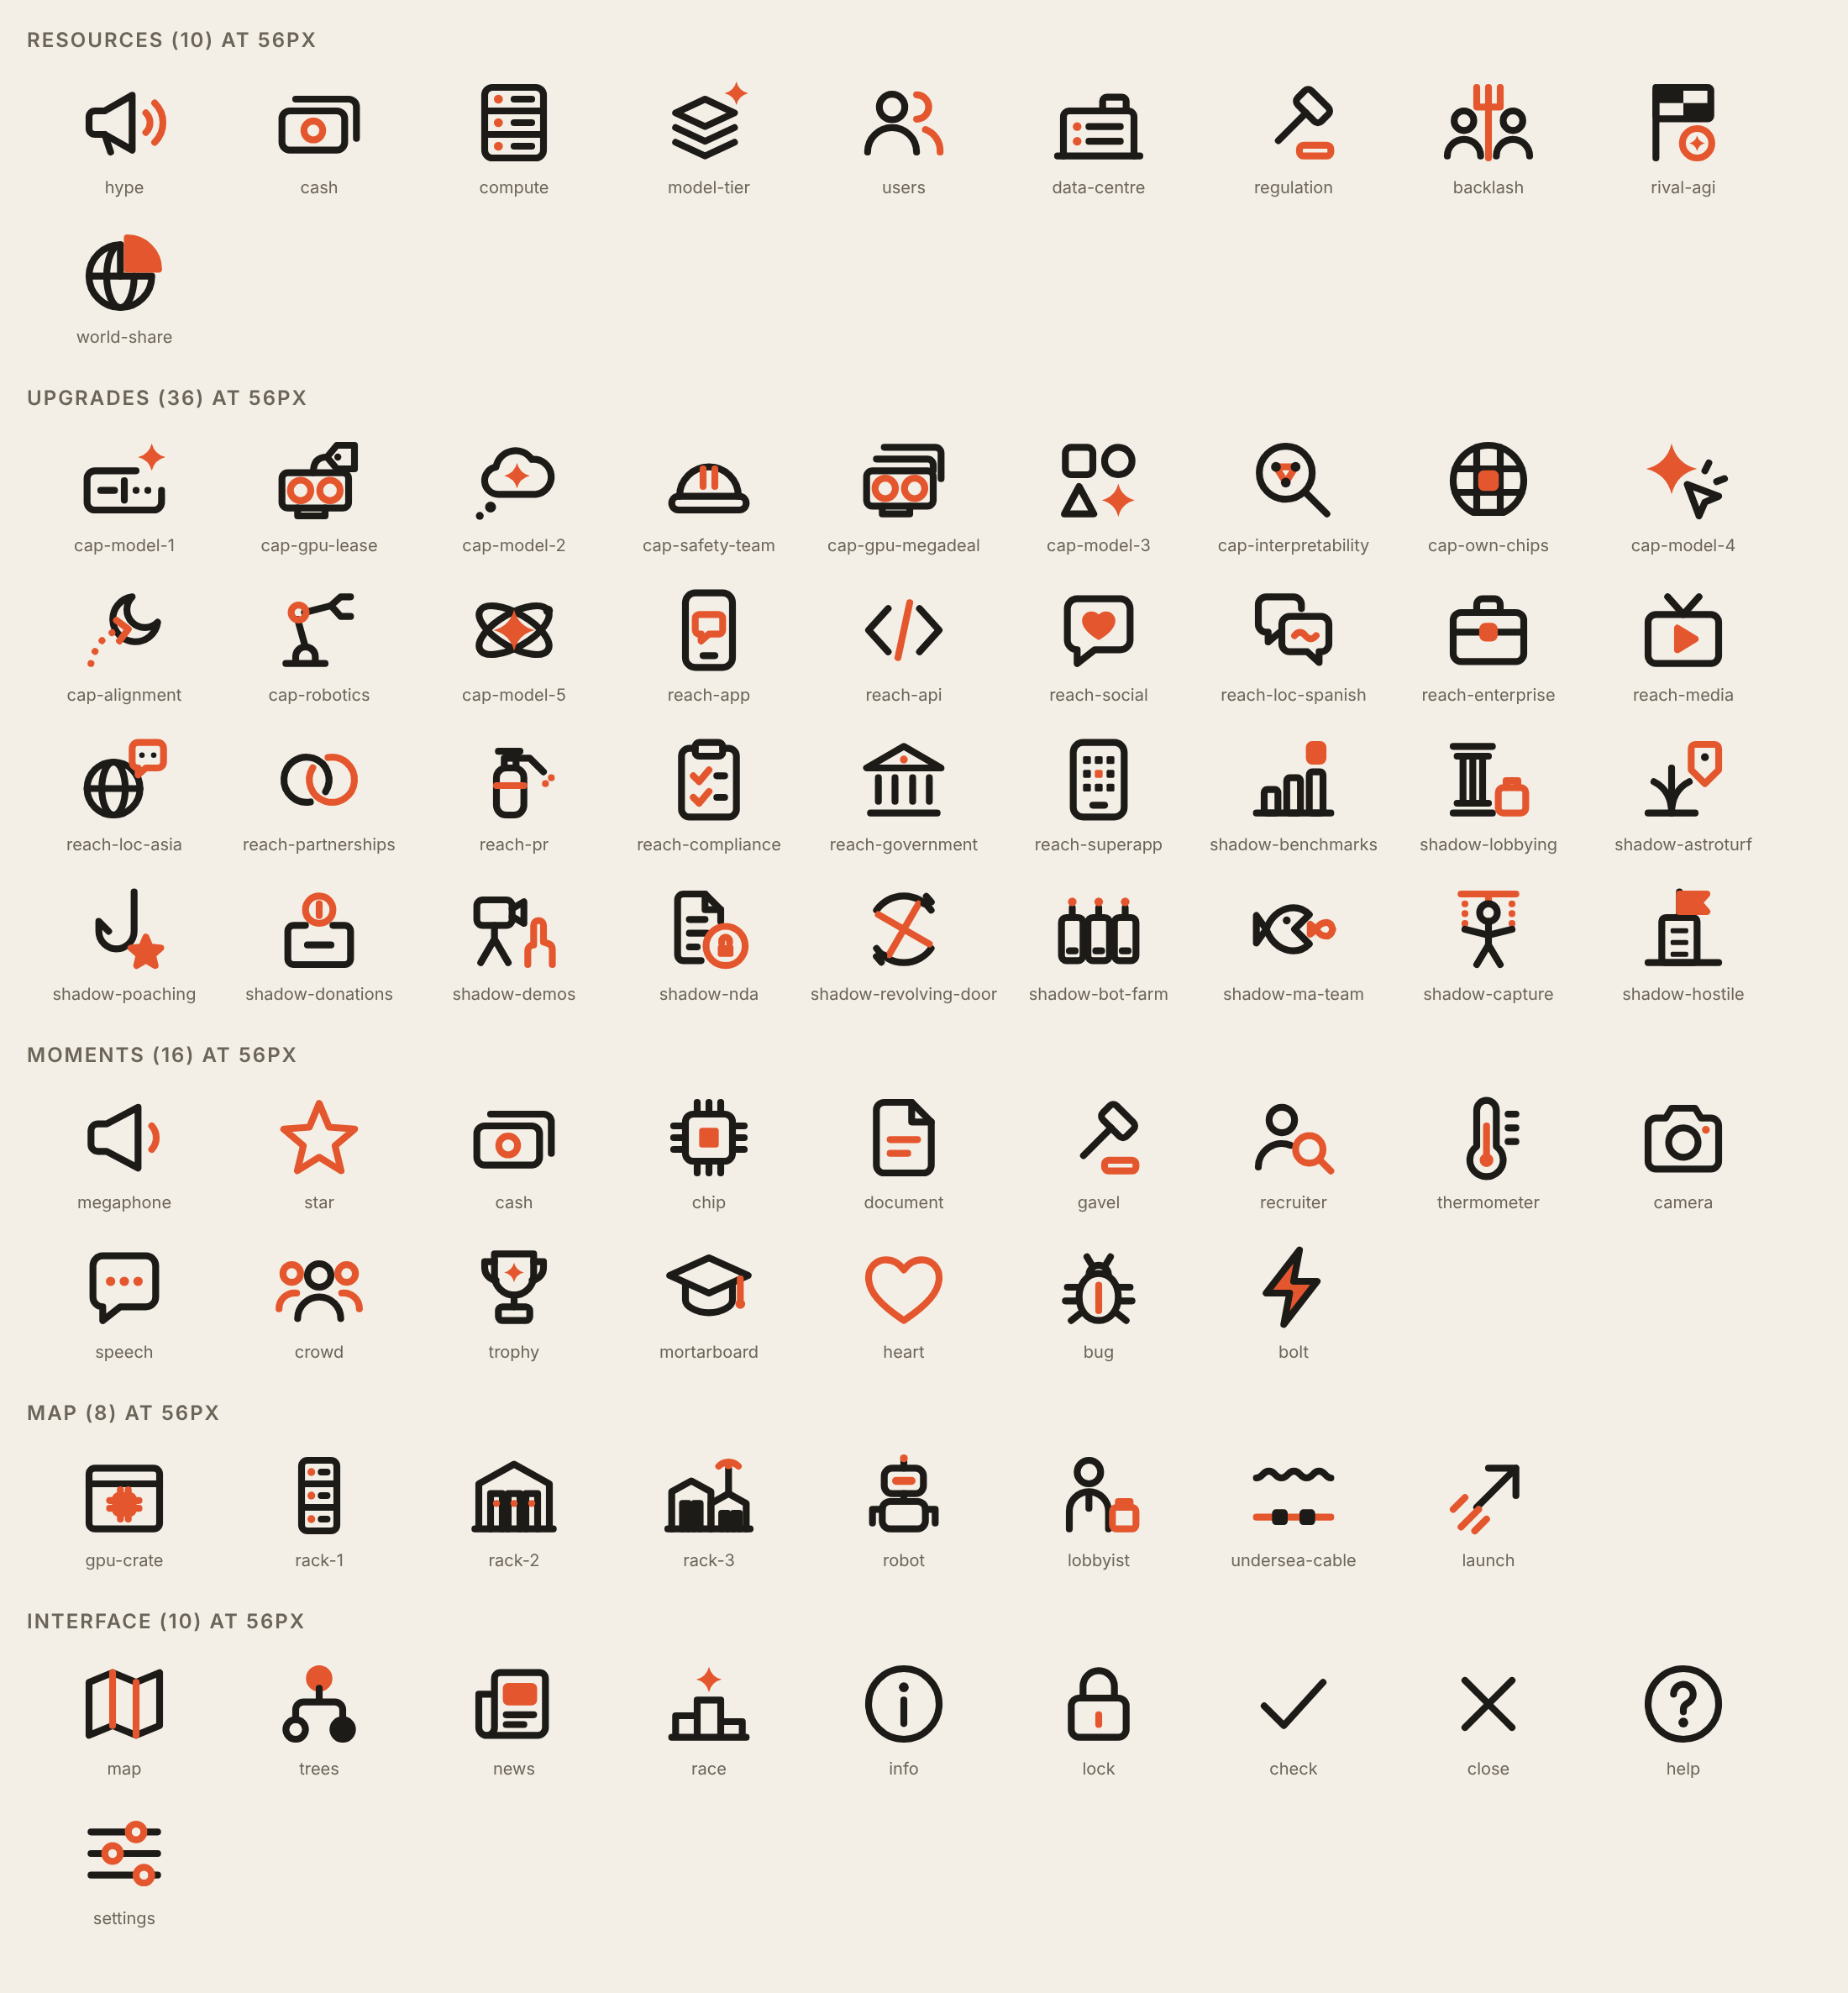 RESOURCES (10) AT 56PX
hype cash compute model-tier users data-centre regulation backlash rival-agi
world-share
UPGRADES (36) AT 56PX
cap-model-1 cap-gpu-lease cap-model-2 cap-safety-team cap-gpu-megadeal cap-model-3 cap-interpretability cap-own-chips cap-model-4
cap-alignment cap-robotics cap-model-5 reach-app reach-api reach-social reach-loc-spanish reach-enterprise reach-media
reach-loc-asia reach-partnerships reach-pr reach-compliance reach-government reach-superapp shadow-benchmarks shadow-lobbying shadow-astroturf
shadow-poaching shadow-donations shadow-demos shadow-nda shadow-revolving-door shadow-bot-farm shadow-ma-team shadow-capture shadow-hostile
MOMENTS (16) AT 56PX
megaphone star cash chip document gavel recruiter thermometer camera
speech crowd trophy mortarboard heart bug bolt
MAP (8) AT 56PX
gpu-crate rack-1 rack-2 rack-3 robot lobbyist undersea-cable launch
INTERFACE (10) AT 56PX
map trees news race info lock check close help
settings